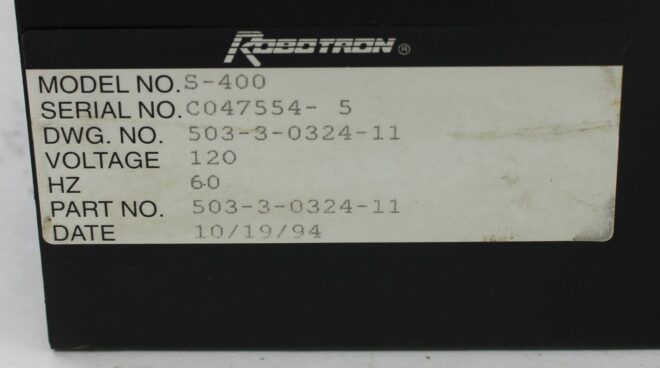 ROBOTRON®
MODEL NO. S-400
SERIAL NO. C047554- 5
DWG. NO. 503-3-0324-11
VOLTAGE 120
HZ 60
PART NO. 503-3-0324-11
DATE 10/19/94